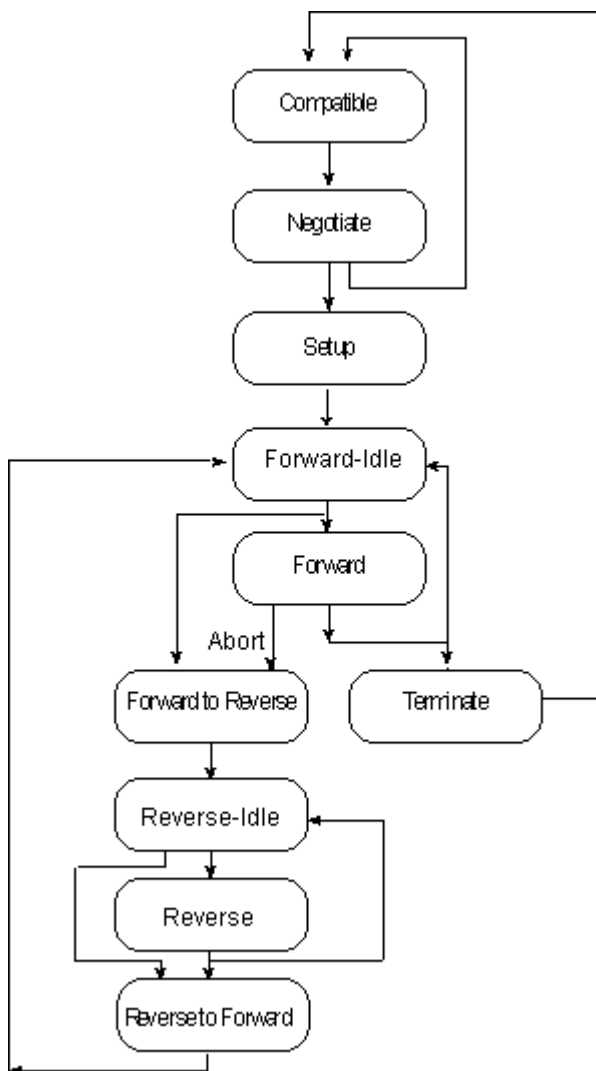 Compatible
Negotiate
Setup
Forward-Idle
Forward
Abort
Forward to Reverse
Terminate
Reverse-Idle
Reverse
Reverse to Forward